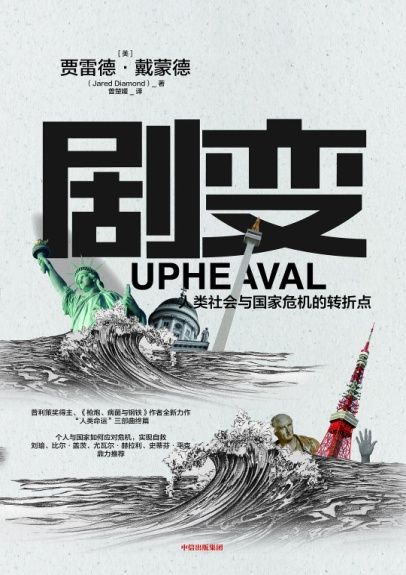 [美]
贾雷德·戴蒙德
（Jared Diamond）_ 著
曾楚媛 _ 译
剧变
UPHEAVAL
人类社会与国家危机的转折点
普利策奖得主、《枪炮、病菌与钢铁》作者全新力作
“人类命运”三部曲终篇
个人与国家如何应对危机，实现自救
刘瑜、比尔·盖茨、尤瓦尔·赫拉利、史蒂芬·平克
鼎力推荐
中信出版集团